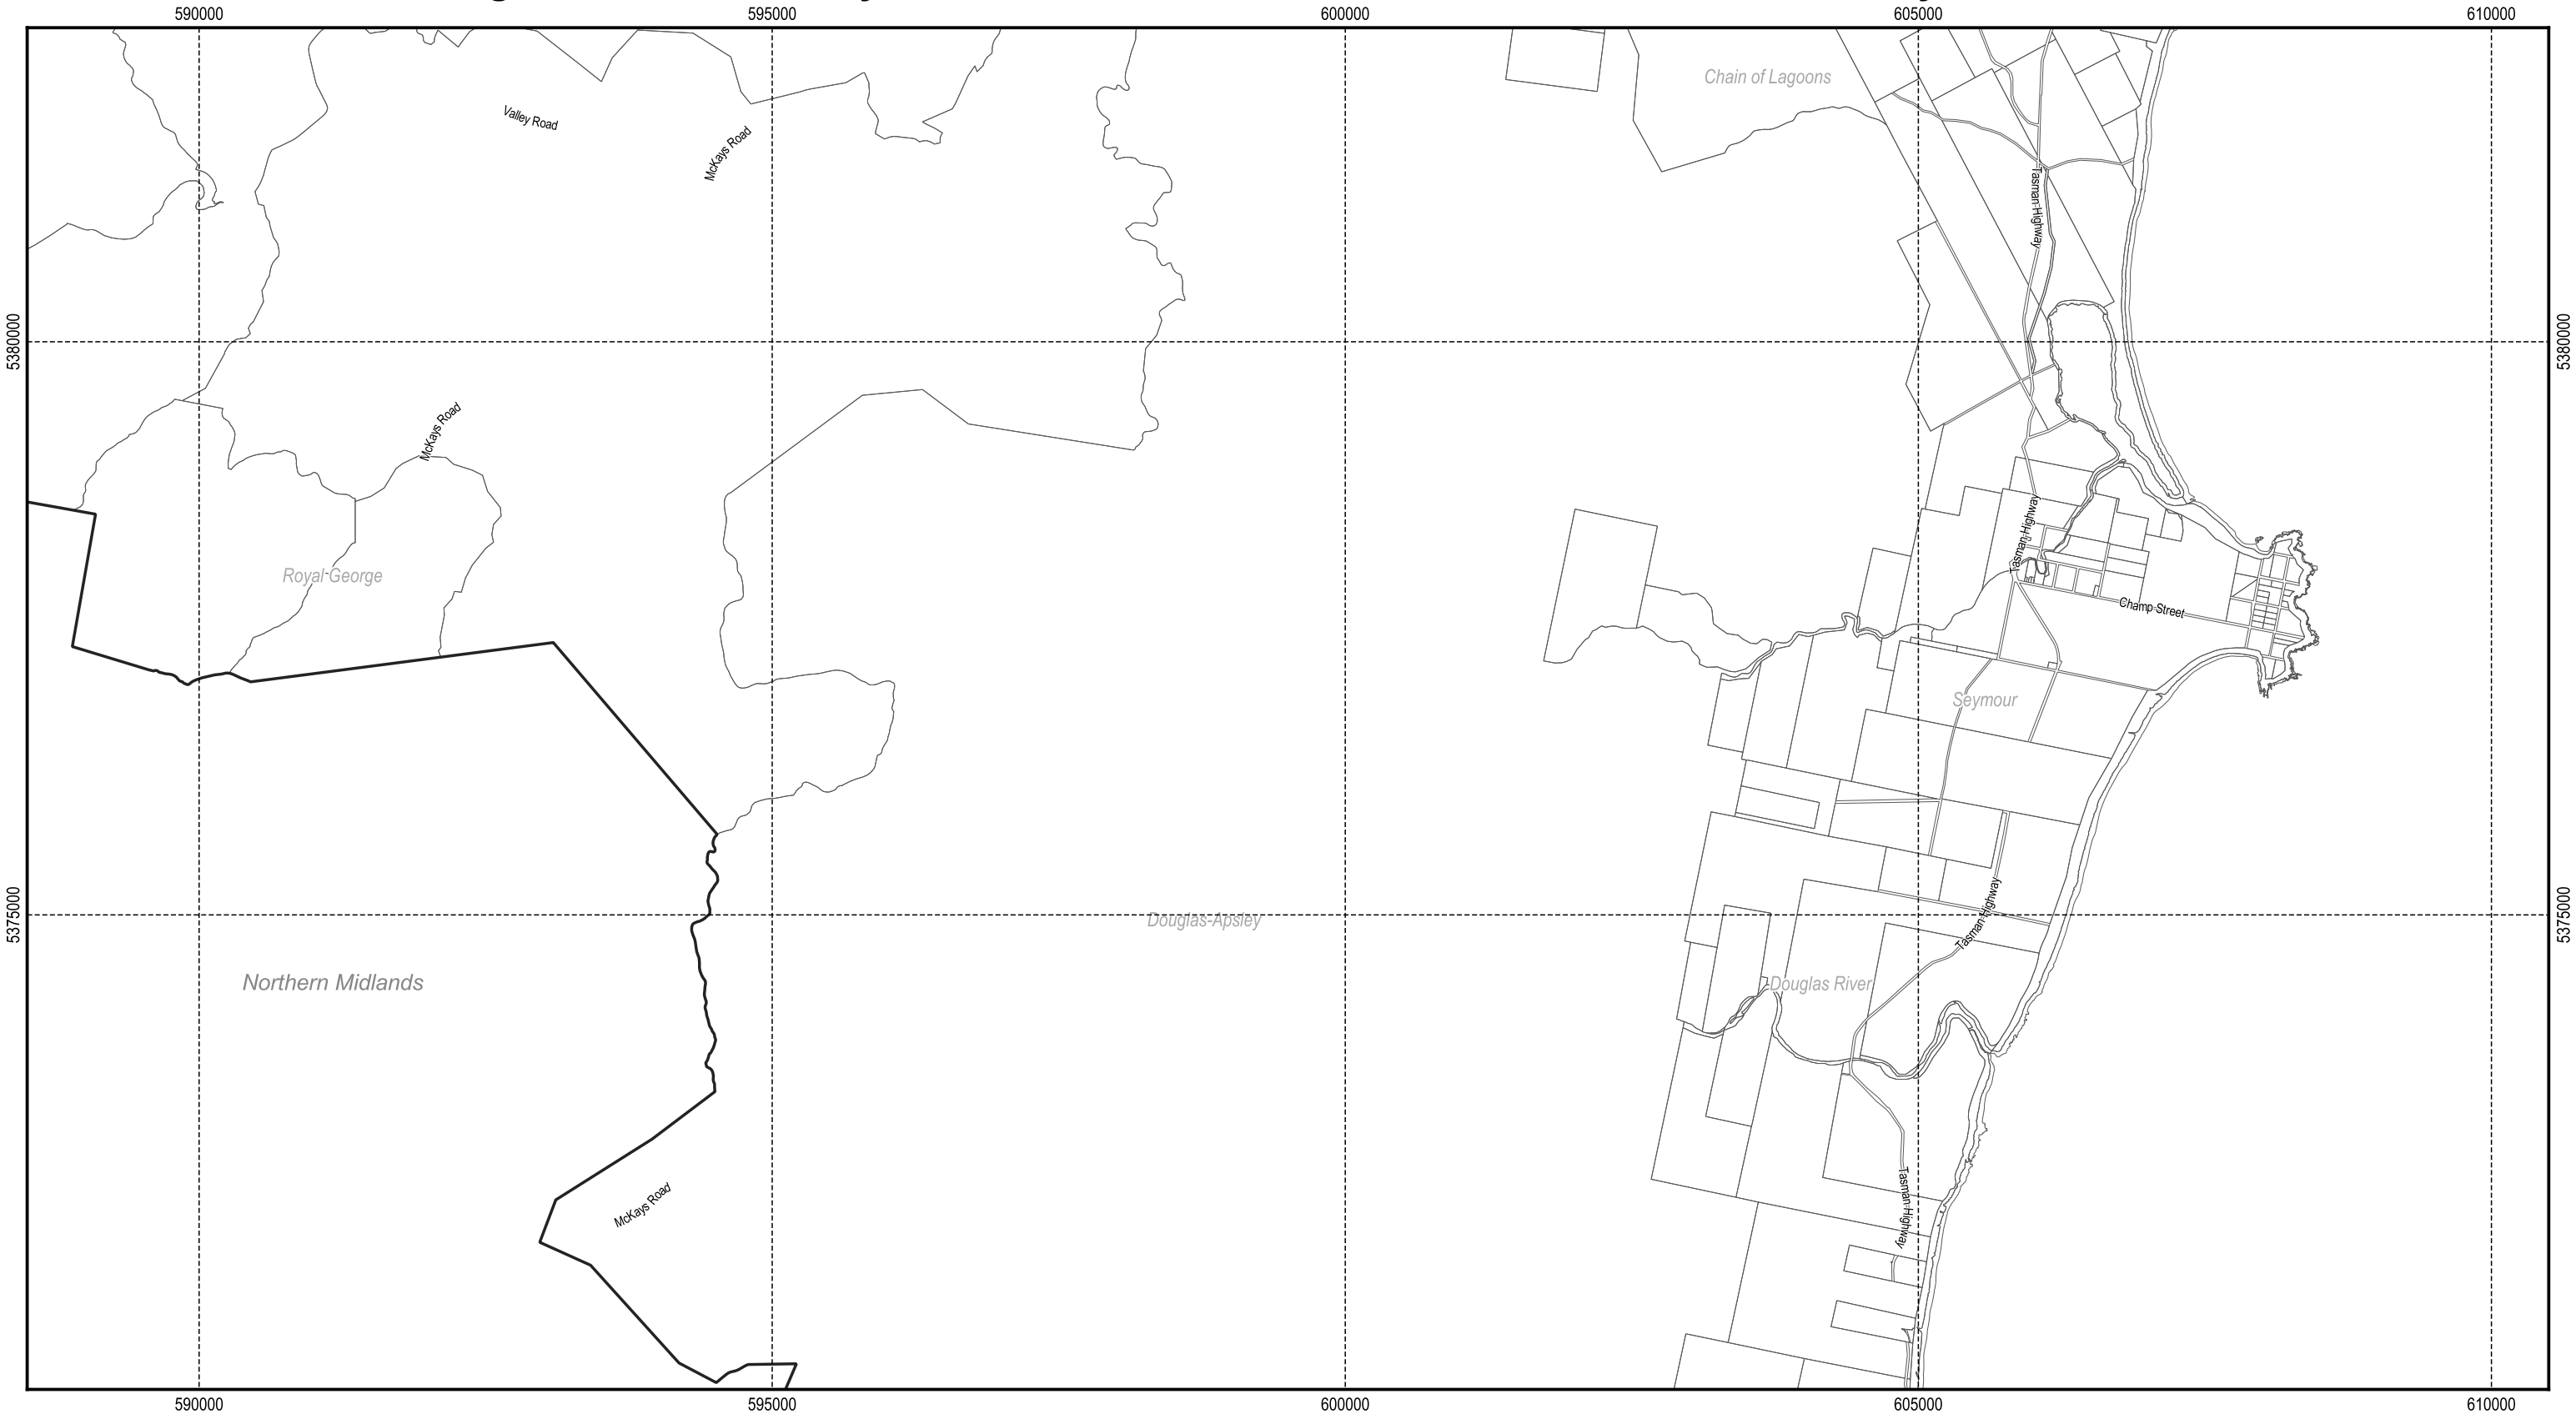 590000 595000 600000 605000 610000
Chain of Lagoons
Valley Road
McKays Road
Tasman Highway
5380000
5380000
McKays Road
Tasman Highway
Royal George
Champ Street
Seymour
5375000
5375000
Tasman Highway
Douglas-Apsley
Northern Midlands
Douglas River
McKays Road
Tasman Highway
590000 595000 600000 605000 610000